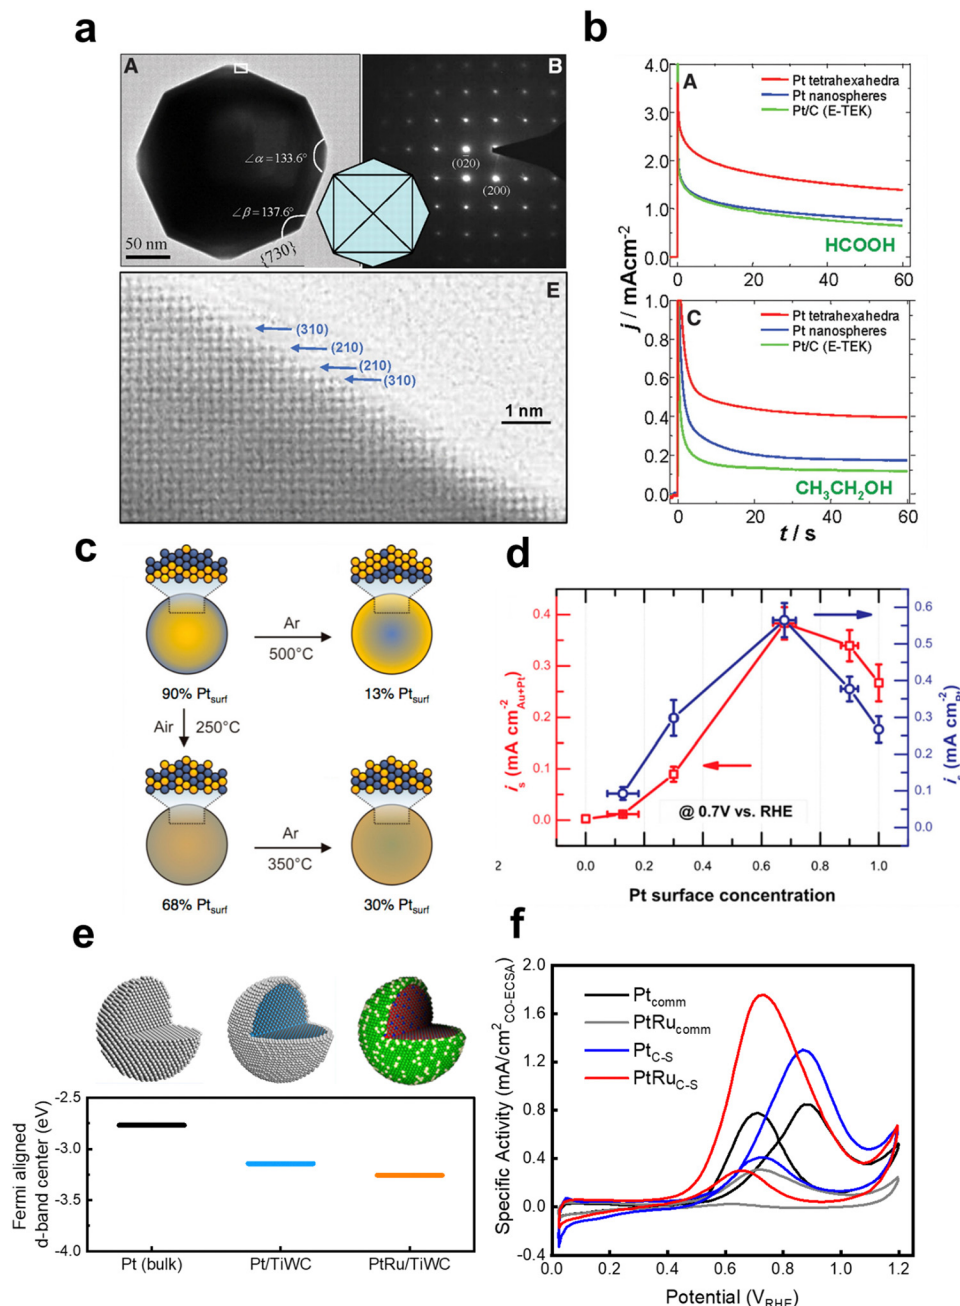 a
A
∠α=133.6°
∠β=137.6°
{730}
50 nm
B
(020)
(200)
E
(310)
(210)
(210)
(310)
1 nm
b
j / mAcm-2
A
Pt tetrahexahedra
Pt nanospheres
Pt/C (E-TEK)
4.0
3.0
2.0
1.0
0.0
HCOOH
0 20 40 60
C
Pt tetrahexahedra
Pt nanospheres
Pt/C (E-TEK)
1.0
0.8
0.6
0.4
0.2
0.0
CH₃CH₂OH
0 20 40 60
t / s
c
Ar
500°C
90% Ptsurf
13% Ptsurf
Air 250°C
Ar
350°C
68% Ptsurf
30% Ptsurf
d
iₛ (mA cm⁻²Au+Pt)
0.4
0.3
0.2
0.1
0.0
0.6
0.5
0.4
0.3
0.2
0.1
0.0
@ 0.7V vs. RHE
2
0.0 0.2 0.4 0.6 0.8 1.0
Pt surface concentration
e
Fermi aligned
d-band center (eV)
-2.5
-3.0
-3.5
-4.0
Pt (bulk) Pt/TiWC PtRu/TiWC
f
Specific Activity (mA/cm²CO-ECSA)
2.0
1.6
1.2
0.8
0.4
0.0
-0.4
Ptcomm
PtRucomm
PtC-S
PtRuC-S
0.0 0.2 0.4 0.6 0.8 1.0 1.2
Potential (VRHE)